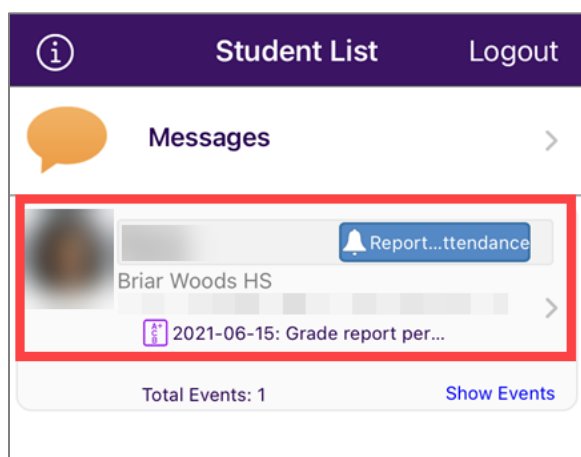 Student List Logout
Messages
Report...ttendance
Briar Woods HS
2021-06-15: Grade report per...
Total Events: 1 Show Events